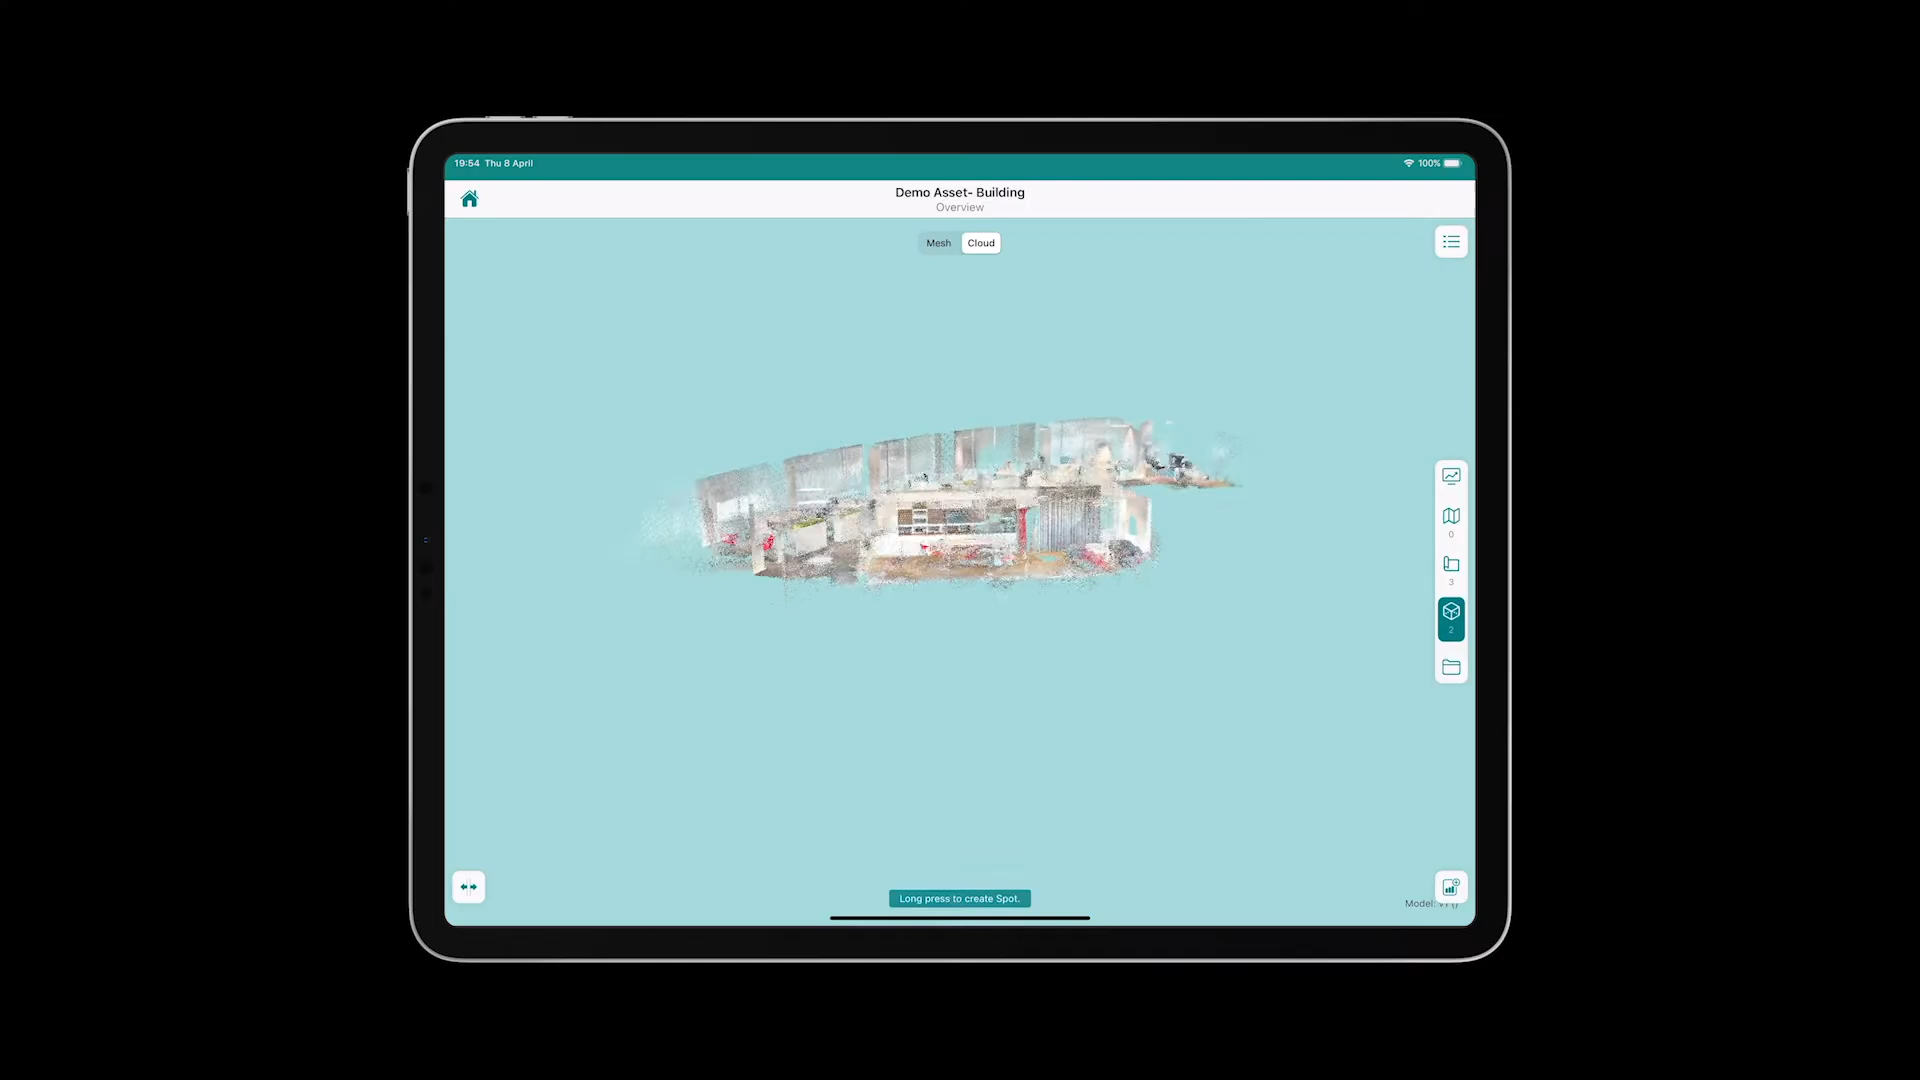 19:54 Thu 8 April
100%
Demo Asset- Building
Overview
Mesh
Cloud
0
3
2
Long press to create Spot.
Model: